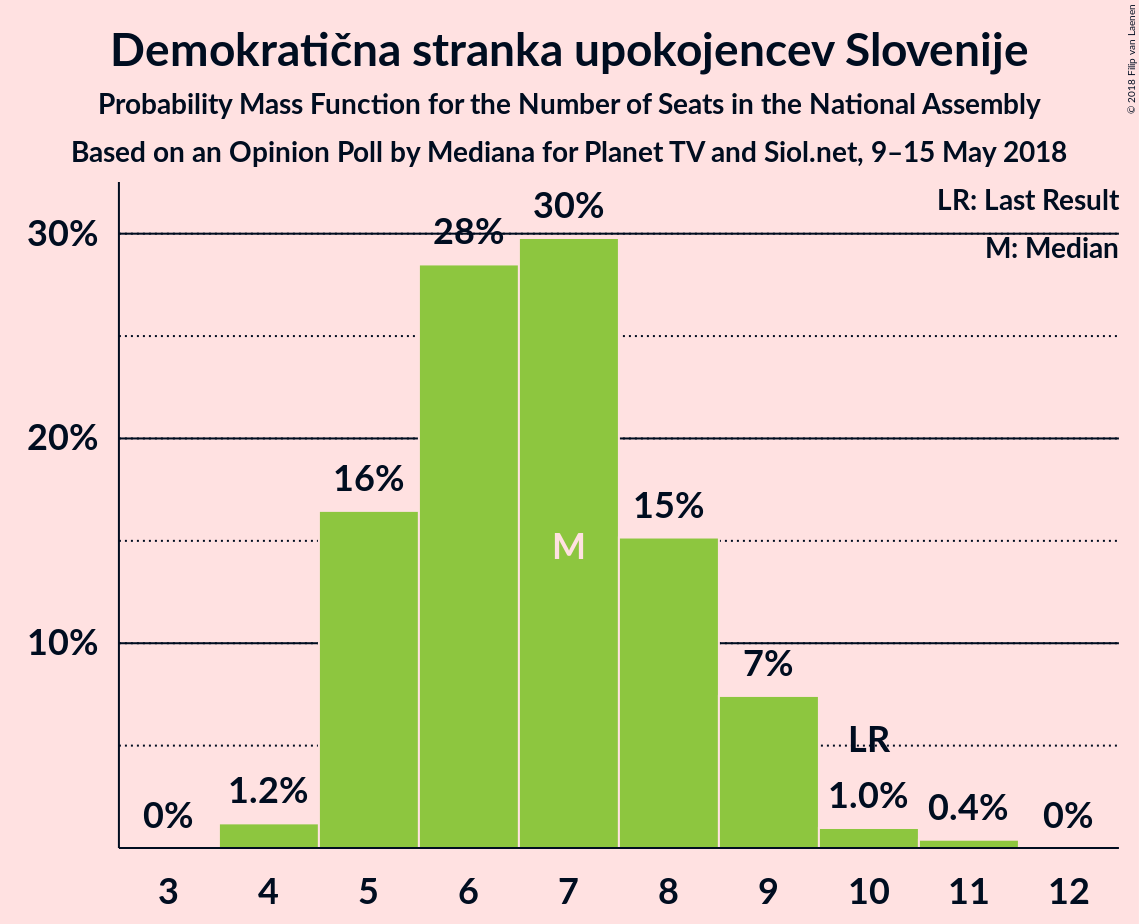 Demokratična stranka upokojencev Slovenije
Probability Mass Function for the Number of Seats in the National Assembly
Based on an Opinion Poll by Mediana for Planet TV and Siol.net, 9–15 May 2018
© 2018 Filip van Laenen
LR: Last Result
M: Median
30%
20%
10%
0%
1.2%
16%
28%
30%
M
15%
7%
LR
1.0%
0.4%
0%
3 4 5 6 7 8 9 10 11 12